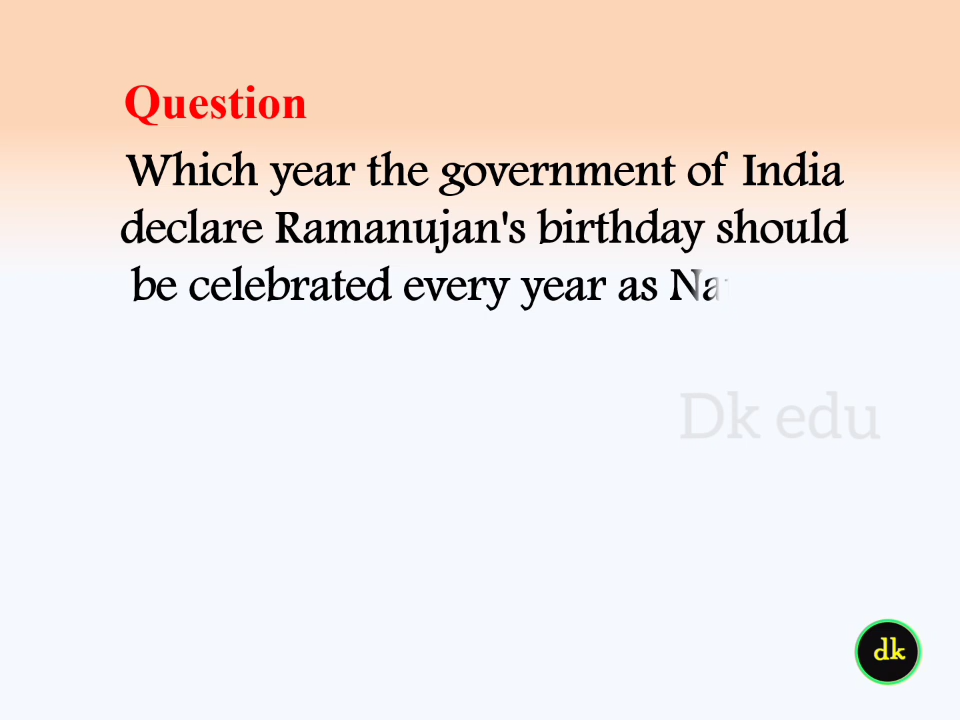 Question
Which year the government of India
declare Ramanujan's birthday should
be celebrated every year as
Dk edu
dk